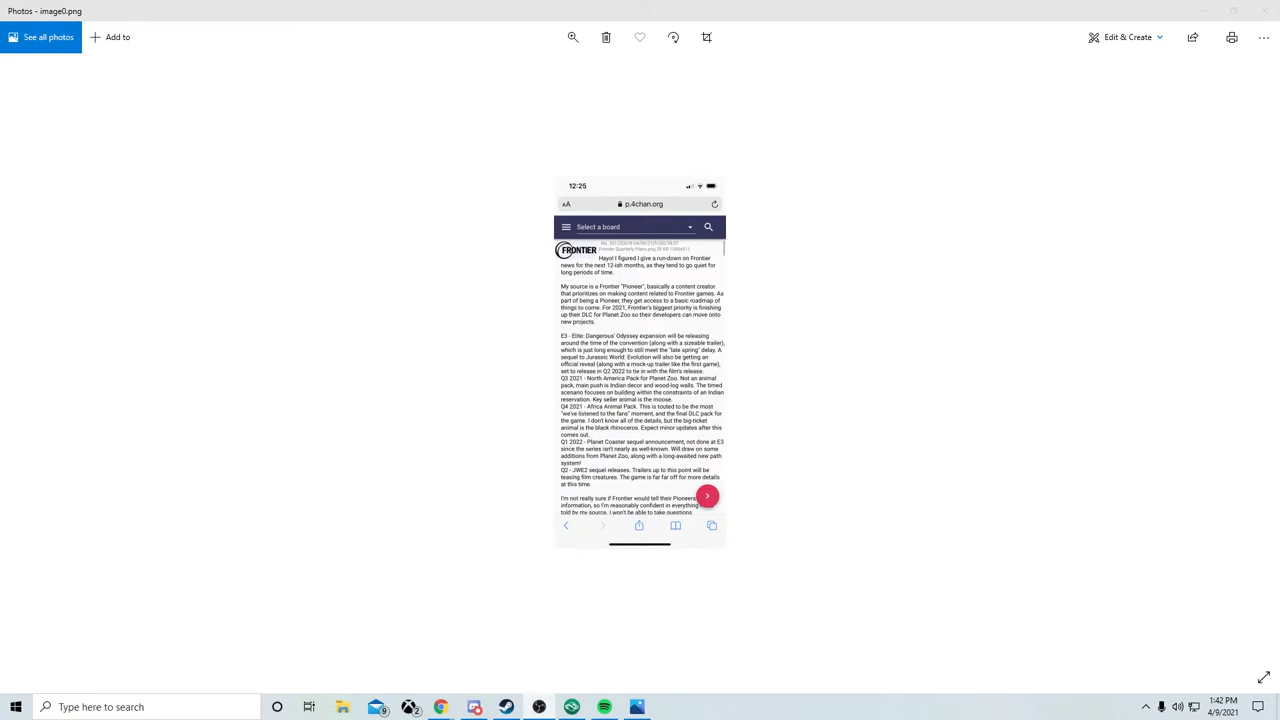 Photos - image0.png
See all photos
Add to
Edit & Create
12:25
AA
p.4chan.org
Select a board
Frontier Quarterly Plans.png 28 KB 1200x511
FRONTIER
Hayo! I figured I give a run-down on Frontier
news for the next 12-ish months, as they tend to go quiet for
long periods of time.
My source is a Frontier "Pioneer", basically a content creator
that prioritizes on making content related to Frontier games. As
part of being a Pioneer, they get access to a basic roadmap of
things to come. For 2021, Frontier's biggest priority is finishing
up their DLC for Planet Zoo so their developers can move onto
new projects.
E3 - Elite: Dangerous' Odyssey expansion will be releasing
around the time of the convention (along with a sizeable trailer),
which is just long enough to still meet the "late spring" delay. A
sequel to Jurassic World: Evolution will also be getting an
official reveal (along with a mock-up trailer like the first game),
set to release in Q2 2022 to tie in with the film's release.
Q3 2021 - North America Pack for Planet Zoo. Not an animal
pack, main push is Indian decor and wood-log walls. The timed
scenario focuses on building within the constraints of an Indian
reservation. Key seller animal is the moose.
Q4 2021 - Africa Animal Pack. This is touted to be the most
"we've listened to the fans" moment, and the final DLC pack for
the game. I don't know all of the details, but the big-ticket
animal is the black rhinoceros. Expect minor updates after this
comes out.
Q1 2022 - Planet Coaster sequel announcement, not done at E3
since the series isn't nearly as well-known. Will draw on some
additions from Planet Zoo, along with a long-awaited new path
system!
Q2 - JWE2 sequel releases. Trailers up to this point will be
teasing film creatures. The game is far far off for more details
at this time.
I'm not really sure if Frontier would tell their Pioneers
information, so I'm reasonably confident in everything
told by my source. I won't be able to take questions
Type here to search
9
2
1:42 PM
4/9/2021